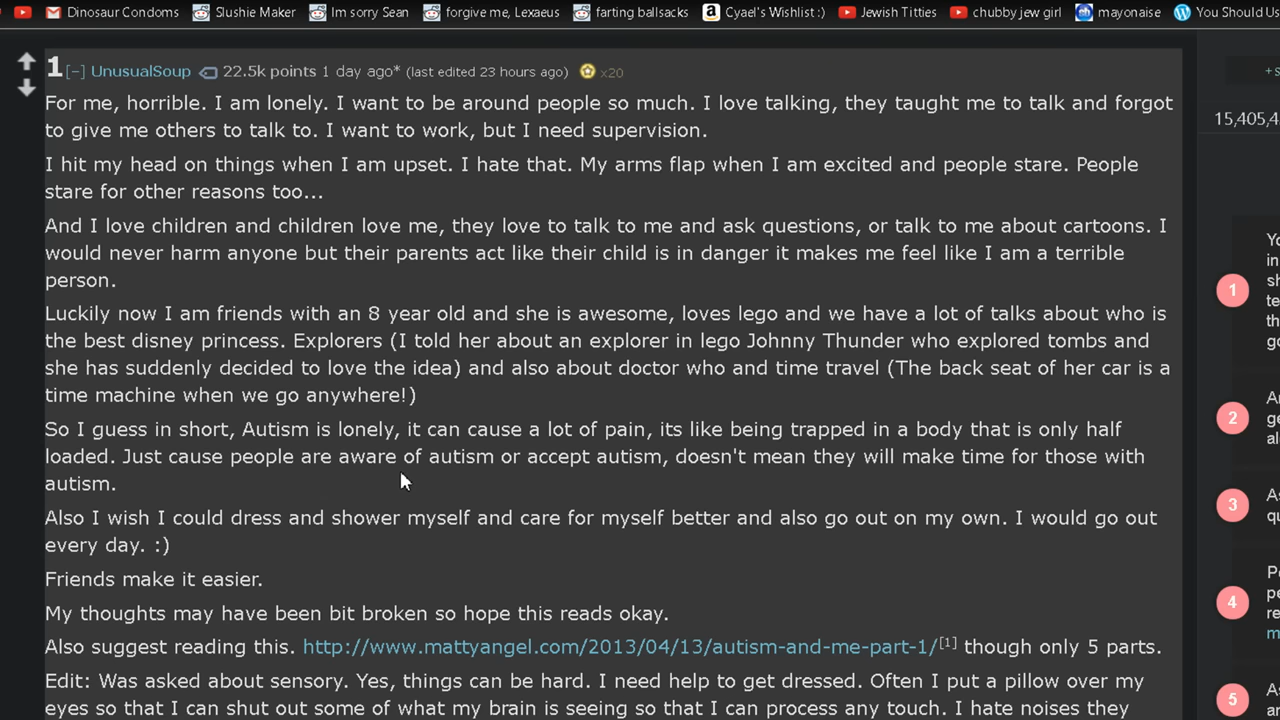 Dinosaur Condoms Slushie Maker Im sorry Sean forgive me, Lexaeus farting ballsacks Cyael's Wishlist :) Jewish Titties chubby jew girl mayonaise You Should Us
1 [–] UnusualSoup 22.5k points 1 day ago* (last edited 23 hours ago) x20
For me, horrible. I am lonely. I want to be around people so much. I love talking, they taught me to talk and forgot
to give me others to talk to. I want to work, but I need supervision.
I hit my head on things when I am upset. I hate that. My arms flap when I am excited and people stare. People
stare for other reasons too...
And I love children and children love me, they love to talk to me and ask questions, or talk to me about cartoons. I
would never harm anyone but their parents act like their child is in danger it makes me feel like I am a terrible
person.
Luckily now I am friends with an 8 year old and she is awesome, loves lego and we have a lot of talks about who is
the best disney princess. Explorers (I told her about an explorer in lego Johnny Thunder who explored tombs and
she has suddenly decided to love the idea) and also about doctor who and time travel (The back seat of her car is a
time machine when we go anywhere!)
So I guess in short, Autism is lonely, it can cause a lot of pain, its like being trapped in a body that is only half
loaded. Just cause people are aware of autism or accept autism, doesn't mean they will make time for those with
autism.
Also I wish I could dress and shower myself and care for myself better and also go out on my own. I would go out
every day. :)
Friends make it easier.
My thoughts may have been bit broken so hope this reads okay.
Also suggest reading this. http://www.mattyangel.com/2013/04/13/autism-and-me-part-1/[1] though only 5 parts.
Edit: Was asked about sensory. Yes, things can be hard. I need help to get dressed. Often I put a pillow over my
eyes so that I can shut out some of what my brain is seeing so that I can process any touch. I hate noises they
+s
15,405,4
1
2
3
4
5